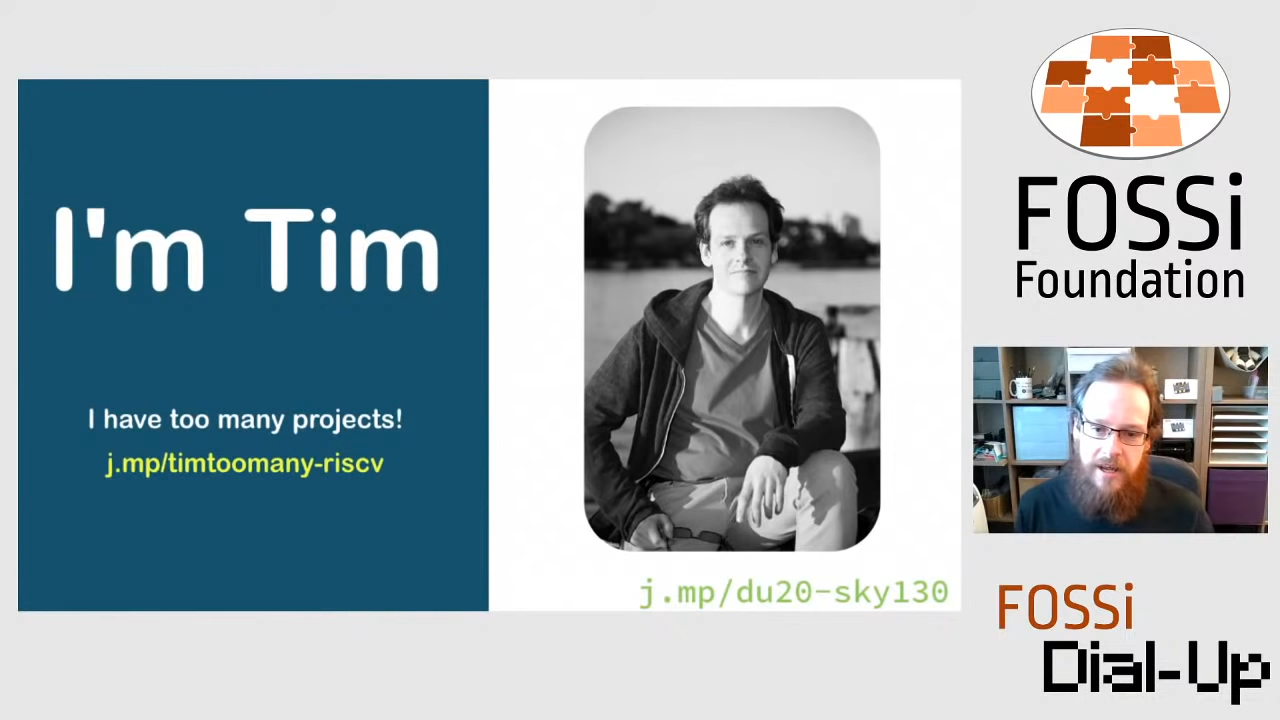 I'm Tim
I have too many projects!
j.mp/timtoomany-riscv
j.mp/du20-sky130
FOSSi
Foundation
FOSSi
Dial-Up